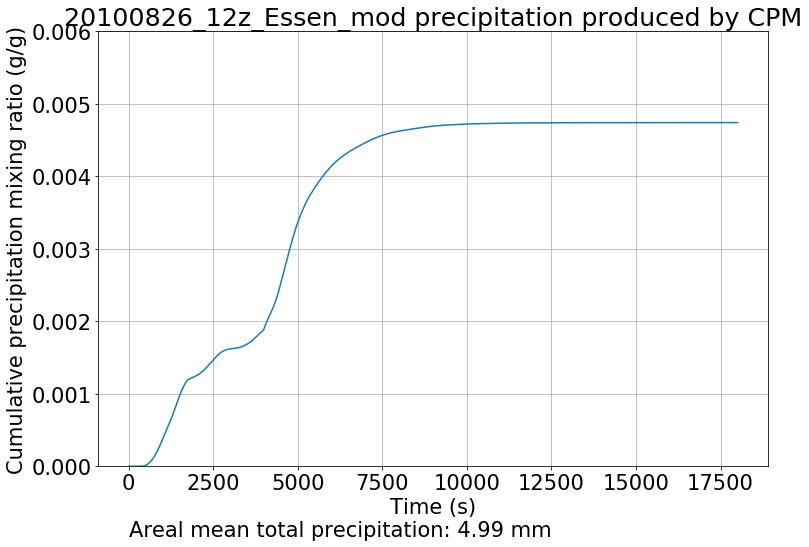 20100826_12z_Essen_mod precipitation produced by CPM
Cumulative precipitation mixing ratio (g/g)
0.006
0.005
0.004
0.003
0.002
0.001
0.000
0 2500 5000 7500 10000 12500 15000 17500
Time (s)
Areal mean total precipitation: 4.99 mm